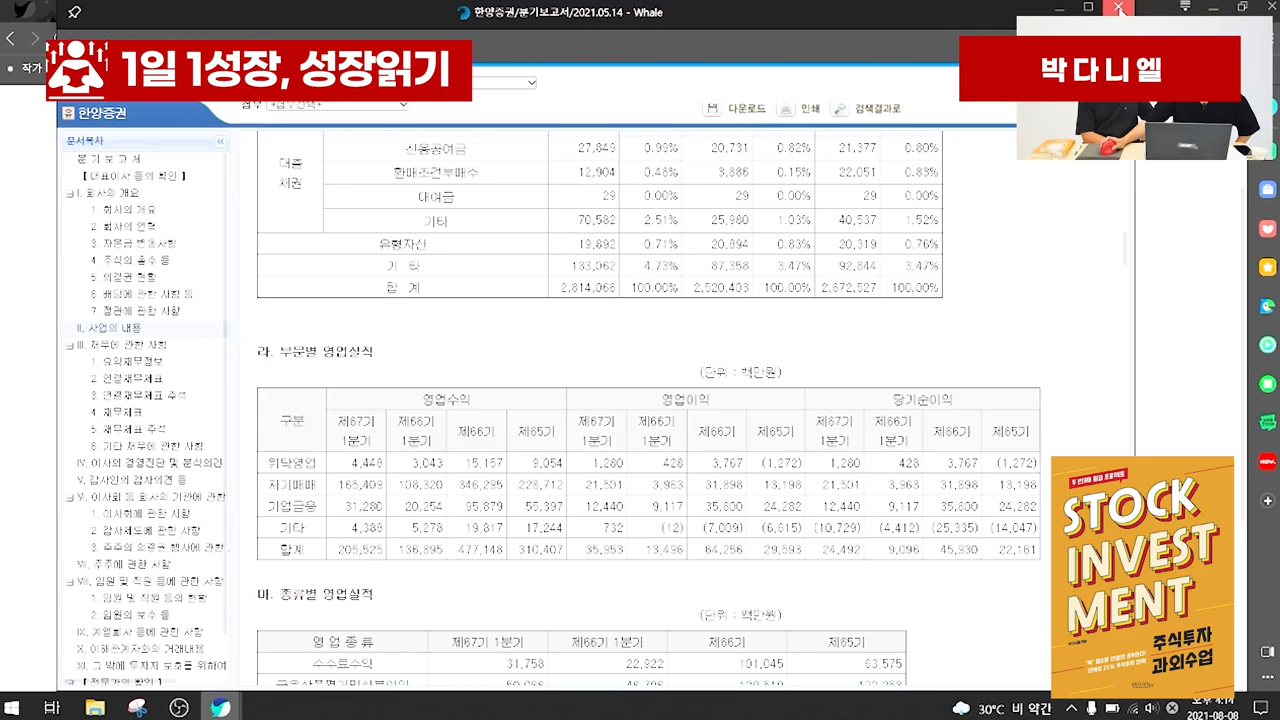 한양증권/분기보고서/2021.05.14 - Whale
1일 1성장, 성장읽기
박다니엘
한양증권
다운로드 인쇄 검색결과로
문서목차
분 기 보 고 서
【 대표이사 등의 확인 】
I. 회사의 개요
1. 회사의 개요
2. 회사의 연혁
3. 자본금 변동사항
4. 주식의 총수 등
5. 의결권 현황
6. 배당에 관한 사항 등
7. 정관에 관한 사항
II. 사업의 내용
III. 재무에 관한 사항
1. 요약재무정보
2. 연결재무제표
3. 연결재무제표 주석
4. 재무제표
5. 재무제표 주석
6. 기타 재무에 관한 사항
IV. 이사의 경영진단 및 분석의견
V. 감사인의 감사의견 등
VI. 이사회 등 회사의 기관에 관한
1. 이사회에 관한 사항
2. 감사제도에 관한 사항
3. 주주의 의결권 행사에 관한
VII. 주주에 관한 사항
VIII. 임원 및 직원 등에 관한 사항
1. 임원 및 직원 등의 현황
2. 임원의 보수 등
IX. 계열회사 등에 관한 사항
X. 이해관계자와의 거래내용
XI. 그 밖에 투자자 보호를 위하여
【 전문가의 확인 】
대출
채권
신용공여금 27,849 0.99% 20,731 0.82% 21,377 0.80%
환매조건부매수 12,904 0.46% 3,886 0.15% 22,051 0.83%
대여금 29 0.00% 29 0.00% 29 0.00%
기타 70,582 2.51% 25,980 1.03% 40,537 1.52%
유형자산 19,892 0.71% 20,894 0.83% 20,319 0.76%
기 타 133,062 4.73% 87,358 3.47% 92,844 3.47%
합 계 2,814,066 100.00% 2,520,403 100.00% 2,672,527 100.00%
라. 부문별 영업실적
(단위 : 백만원)
구분 영업수익 영업이익 당기순이익
제67기 1분기 제66기 1분기 제66기 제65기 제67기 1분기 제66기 1분기 제66기 제65기 제67기 1분기 제66기 1분기 제66기 제65기
위탁영업 4,448 3,043 15,157 9,054 1,280 428 3,767 (1,272) 1,280 428 3,767 (1,272)
자기매매 346,295 228,712 21,501 3,963 31,898 13,198 21,501 3,963 31,898 13,198
기업금융 31,280 20,254 95,879 55,397 12,440 9,117 35,600 24,282 12,440 9,117 35,600 24,282
기타 4,388 5,278 19,817 17,244 732 (12) (7,009) (6,615) (10,729) (4,412) (25,335) (14,047)
합계 205,525 136,895 477,148 310,407 35,953 13,496 64,256 29,593 24,492 9,096 45,930 22,161
마. 종류별 영업실적
(단위 : 백만원)
영 업 종 류 제67기 1분기 제66기 1분기 제66기 제65기
수수료수익 31,758 22,922 101,045 63,575
STOCK
INVEST
MENT
주식투자
과외수업
30°C 비 약간
오후 4:14
2021-08-08